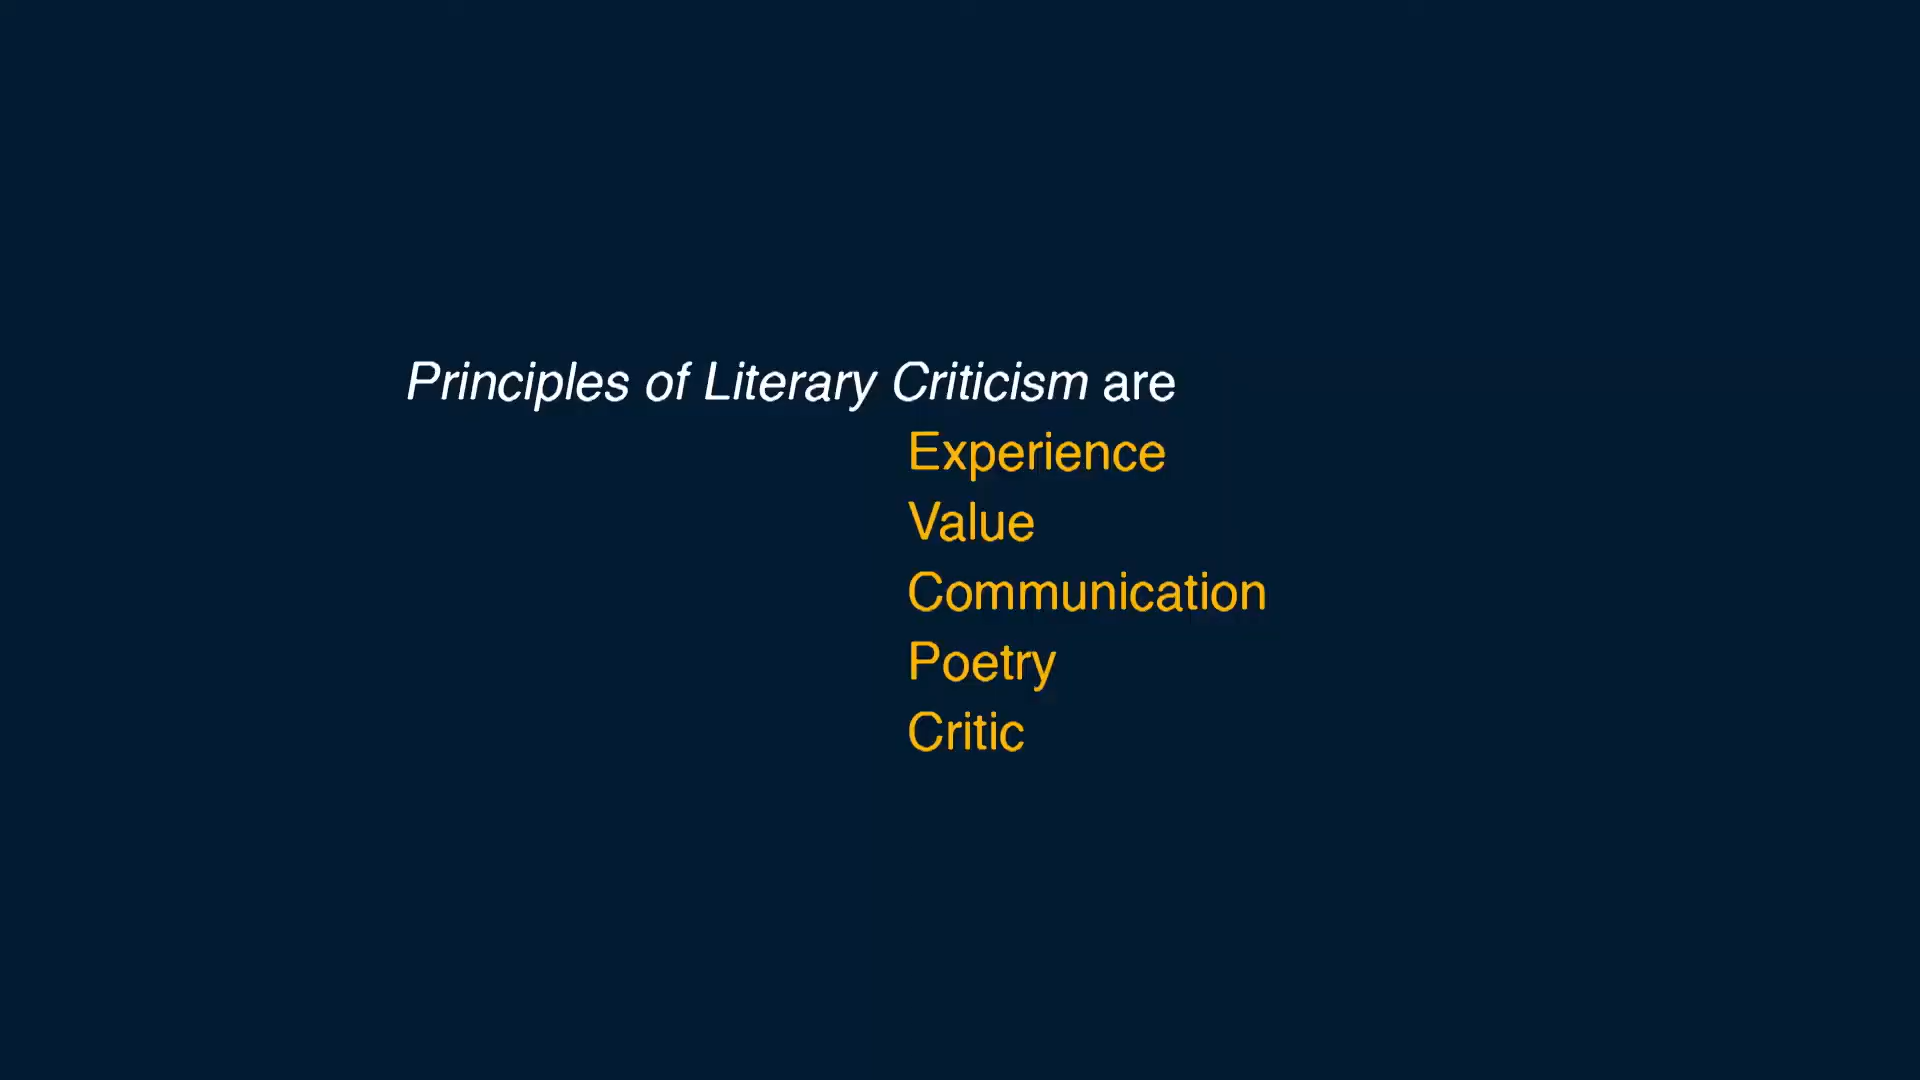 Principles of Literary Criticism are
Experience
Value
Communication
Poetry
Critic